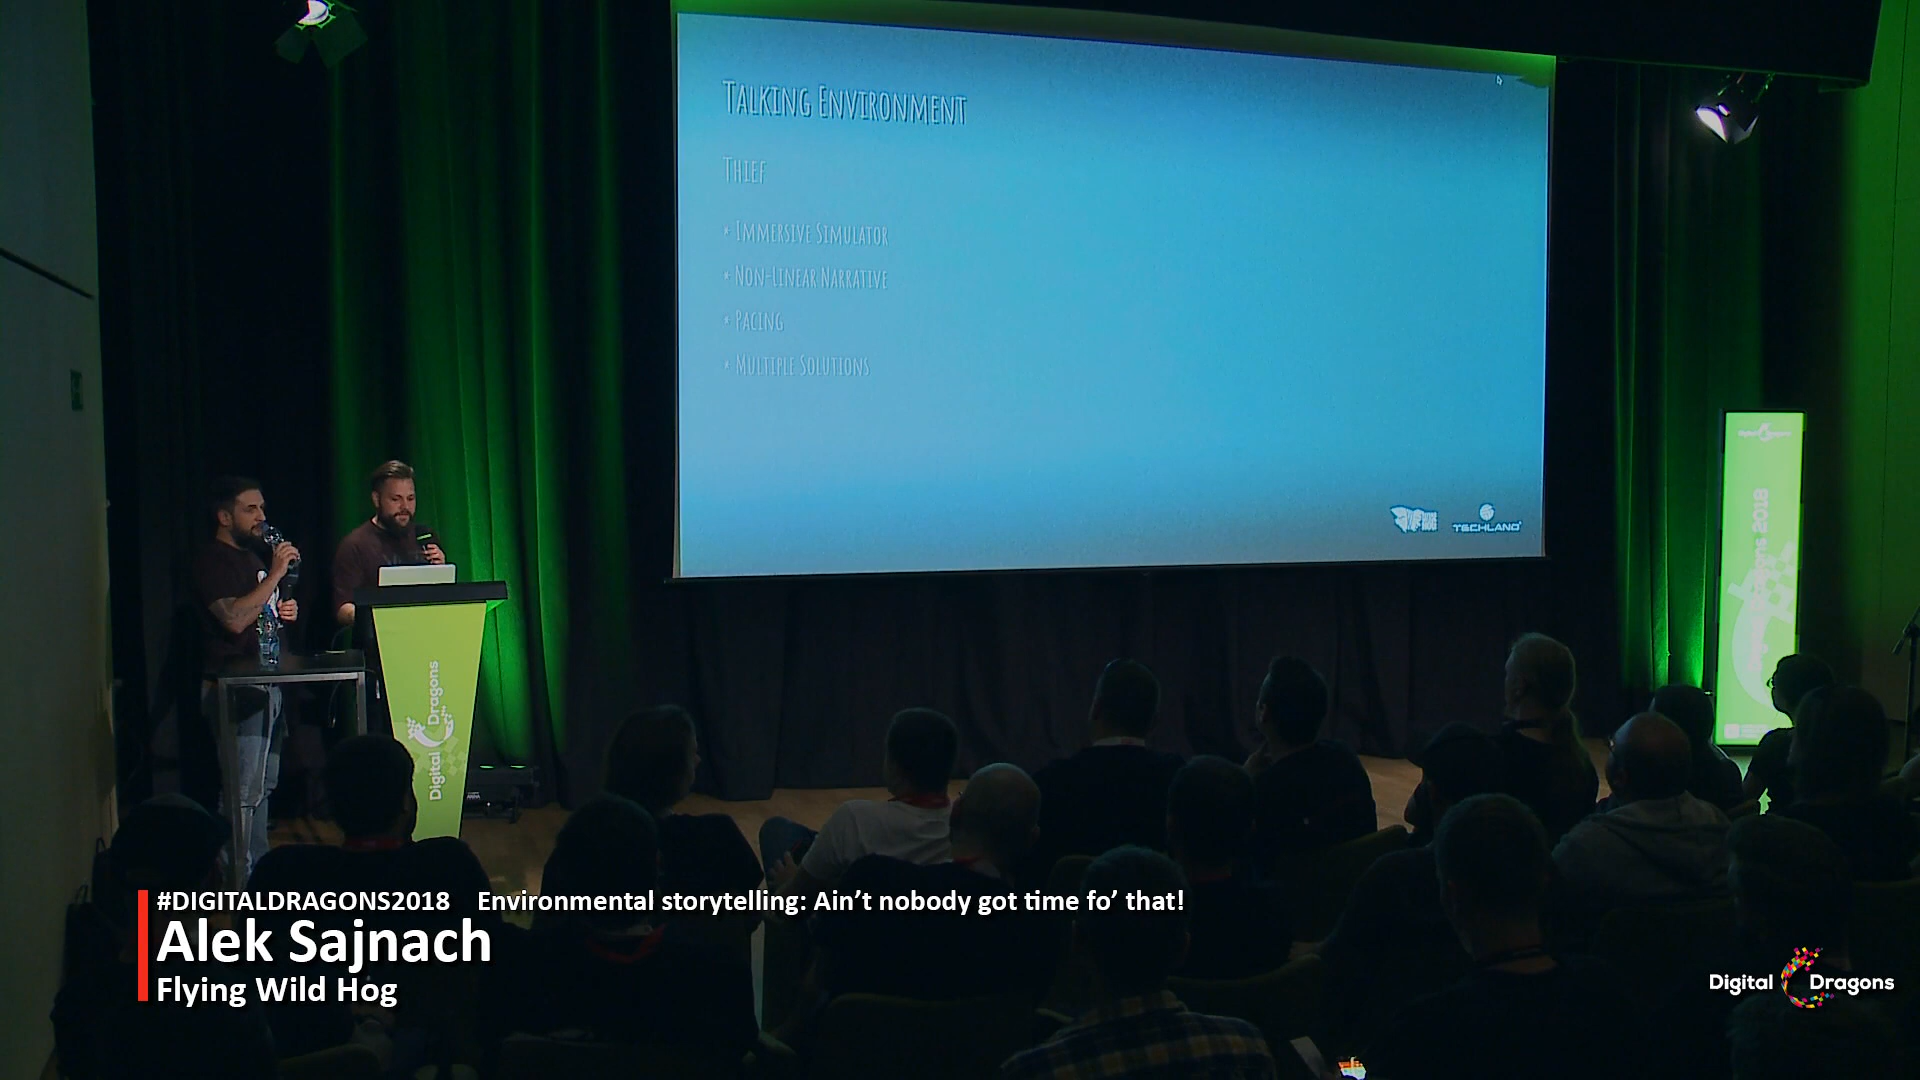 TALKING ENVIRONMENT
THIEF
* IMMERSIVE SIMULATOR
* NON-LINEAR NARRATIVE
* PACING
* MULTIPLE SOLUTIONS
TECHLAND
Digital Dragons
#DIGITALDRAGONS2018 Environmental storytelling: Ain't nobody got time fo' that!
Alek Sajnach
Flying Wild Hog
Digital Dragons